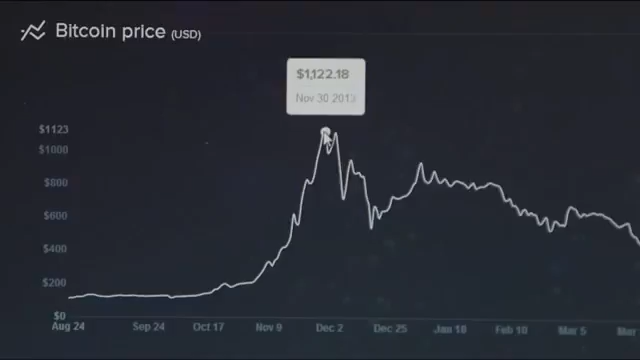 Bitcoin price (USD)
$1,122.18
Nov 30 2013
$1123
$1000
$800
$600
$400
$200
$0
Aug 24
Sep 24
Oct 17
Nov 9
Dec 2
Dec 25
Jan 18
Feb 10
Mar 5
Mar